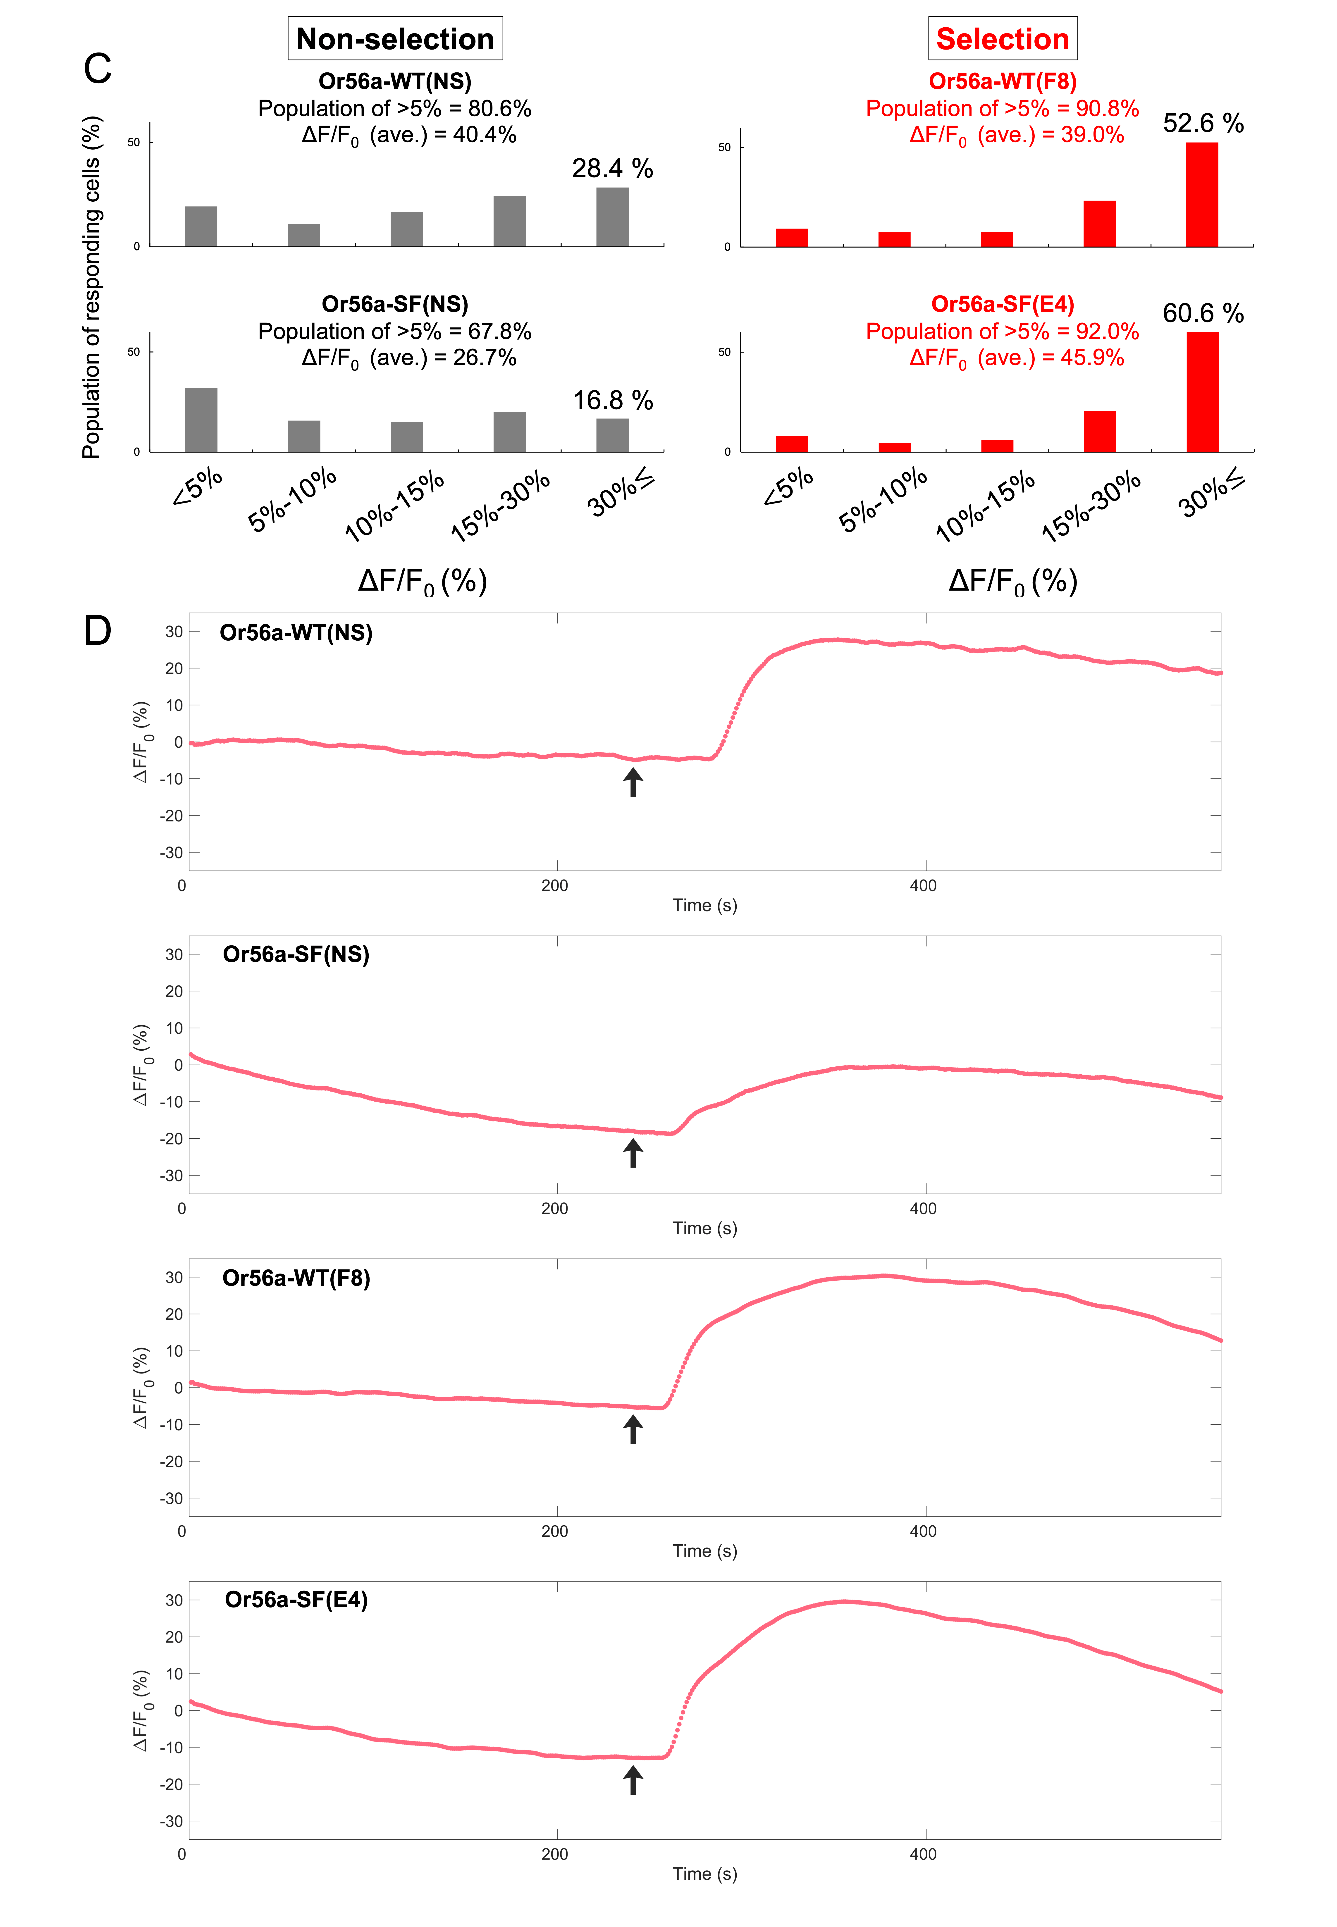 C
Non-selection
Or56a-WT(NS)
Population of >5% = 80.6%
ΔF/F0 (ave.) = 40.4%
28.4 %
50
0
Or56a-SF(NS)
Population of >5% = 67.8%
ΔF/F0 (ave.) = 26.7%
16.8 %
50
0
Population of responding cells (%)
<5%
5%-10%
10%-15%
15%-30%
30%≤
ΔF/F0 (%)
Selection
Or56a-WT(F8)
Population of >5% = 90.8%
ΔF/F0 (ave.) = 39.0%
52.6 %
50
0
Or56a-SF(E4)
Population of >5% = 92.0%
ΔF/F0 (ave.) = 45.9%
60.6 %
50
0
<5%
5%-10%
10%-15%
15%-30%
30%≤
ΔF/F0 (%)
D
Or56a-WT(NS)
30
20
10
0
-10
-20
-30
ΔF/F0 (%)
0
200
400
Time (s)
Or56a-SF(NS)
30
20
10
0
-10
-20
-30
ΔF/F0 (%)
0
200
400
Time (s)
Or56a-WT(F8)
30
20
10
0
-10
-20
-30
ΔF/F0 (%)
0
200
400
Time (s)
Or56a-SF(E4)
30
20
10
0
-10
-20
-30
ΔF/F0 (%)
0
200
400
Time (s)